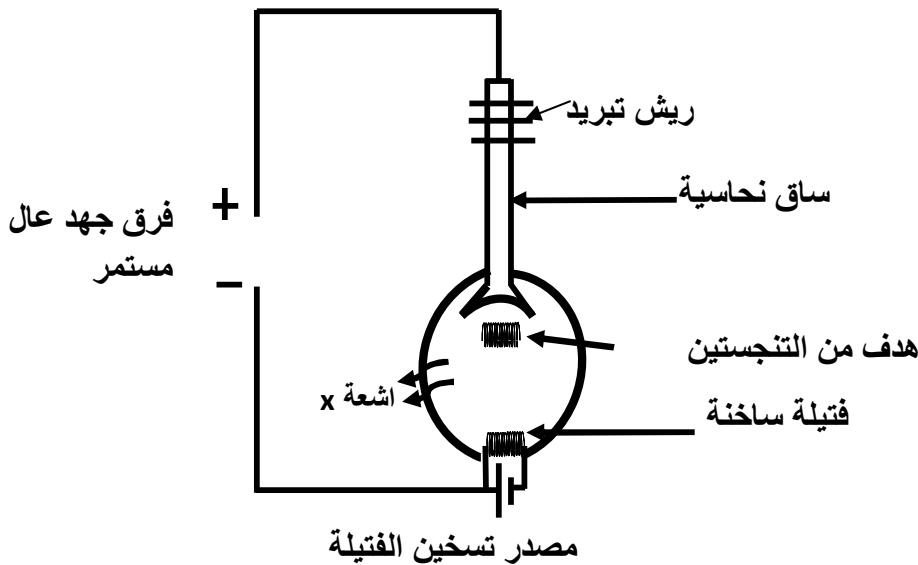 ريش تبريد
ساق نحاسية
+
فرق جهد عال
مستمر
−
هدف من التنجستين
اشعة x
فتيلة ساخنة
مصدر تسخين الفتيلة